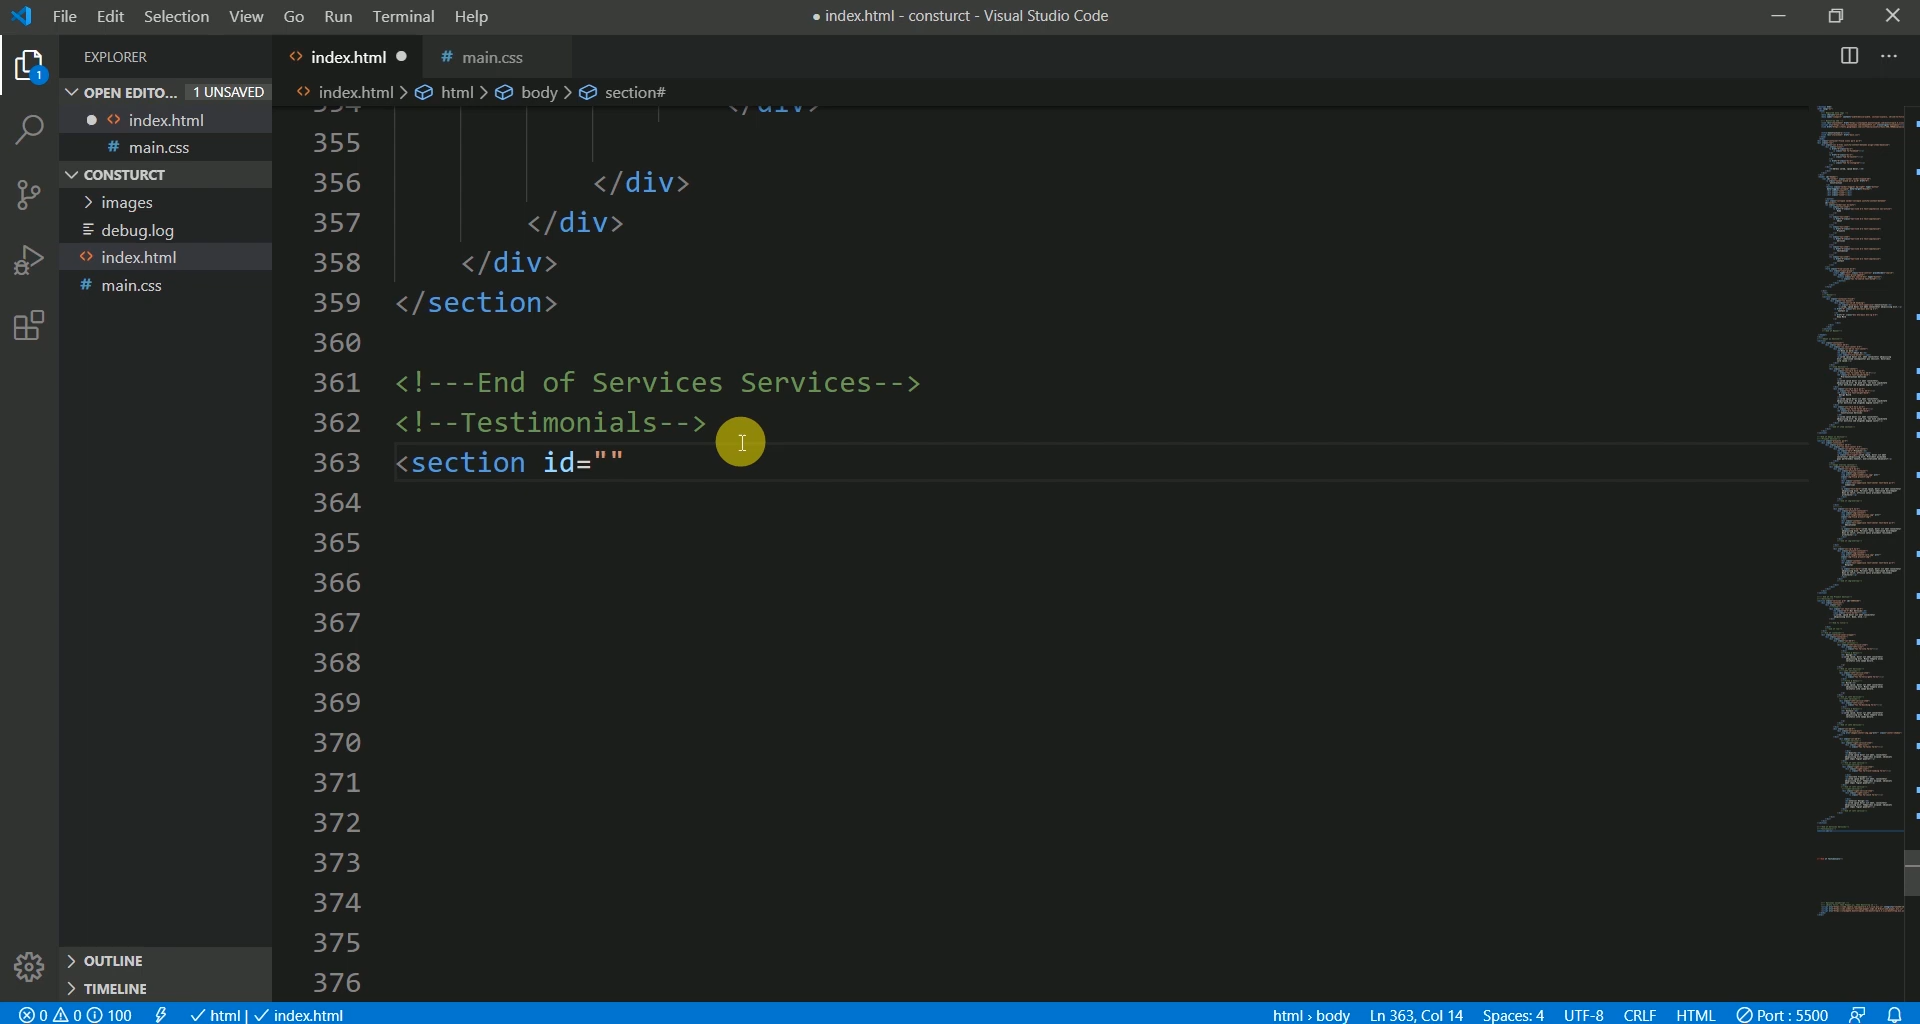 File Edit Selection View Go Run Terminal Help
● index.html - consturct - Visual Studio Code
EXPLORER
<> index.html ●
# main.css
OPEN EDITO... 1 UNSAVED
<> index.html > html > body > section#
● <> index.html
# main.css
CONSTURCT
> images
debug.log
<> index.html
# main.css
355
356 </div>
357 </div>
358 </div>
359 </section>
360
361 <!---End of Services Services-->
362 <!--Testimonials-->
363 <section id=""
364
365
366
367
368
369
370
371
372
373
374
375
376
> OUTLINE
> TIMELINE
1
0 0 100 ✓ html | ✓ index.html
html › body Ln 363, Col 14 Spaces: 4 UTF-8 CRLF HTML Port : 5500